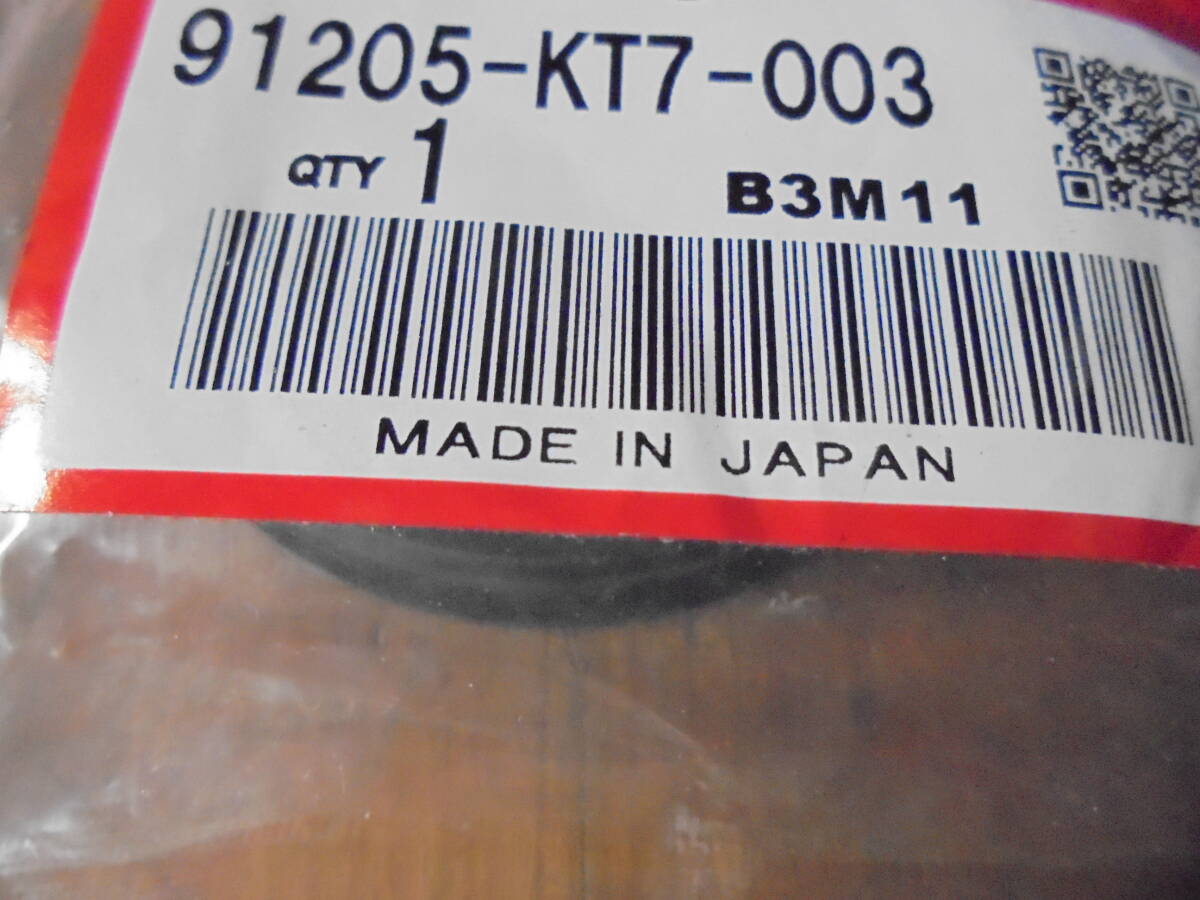 91205-KT7-003
QTY 1 B3M11
MADE IN JAPAN